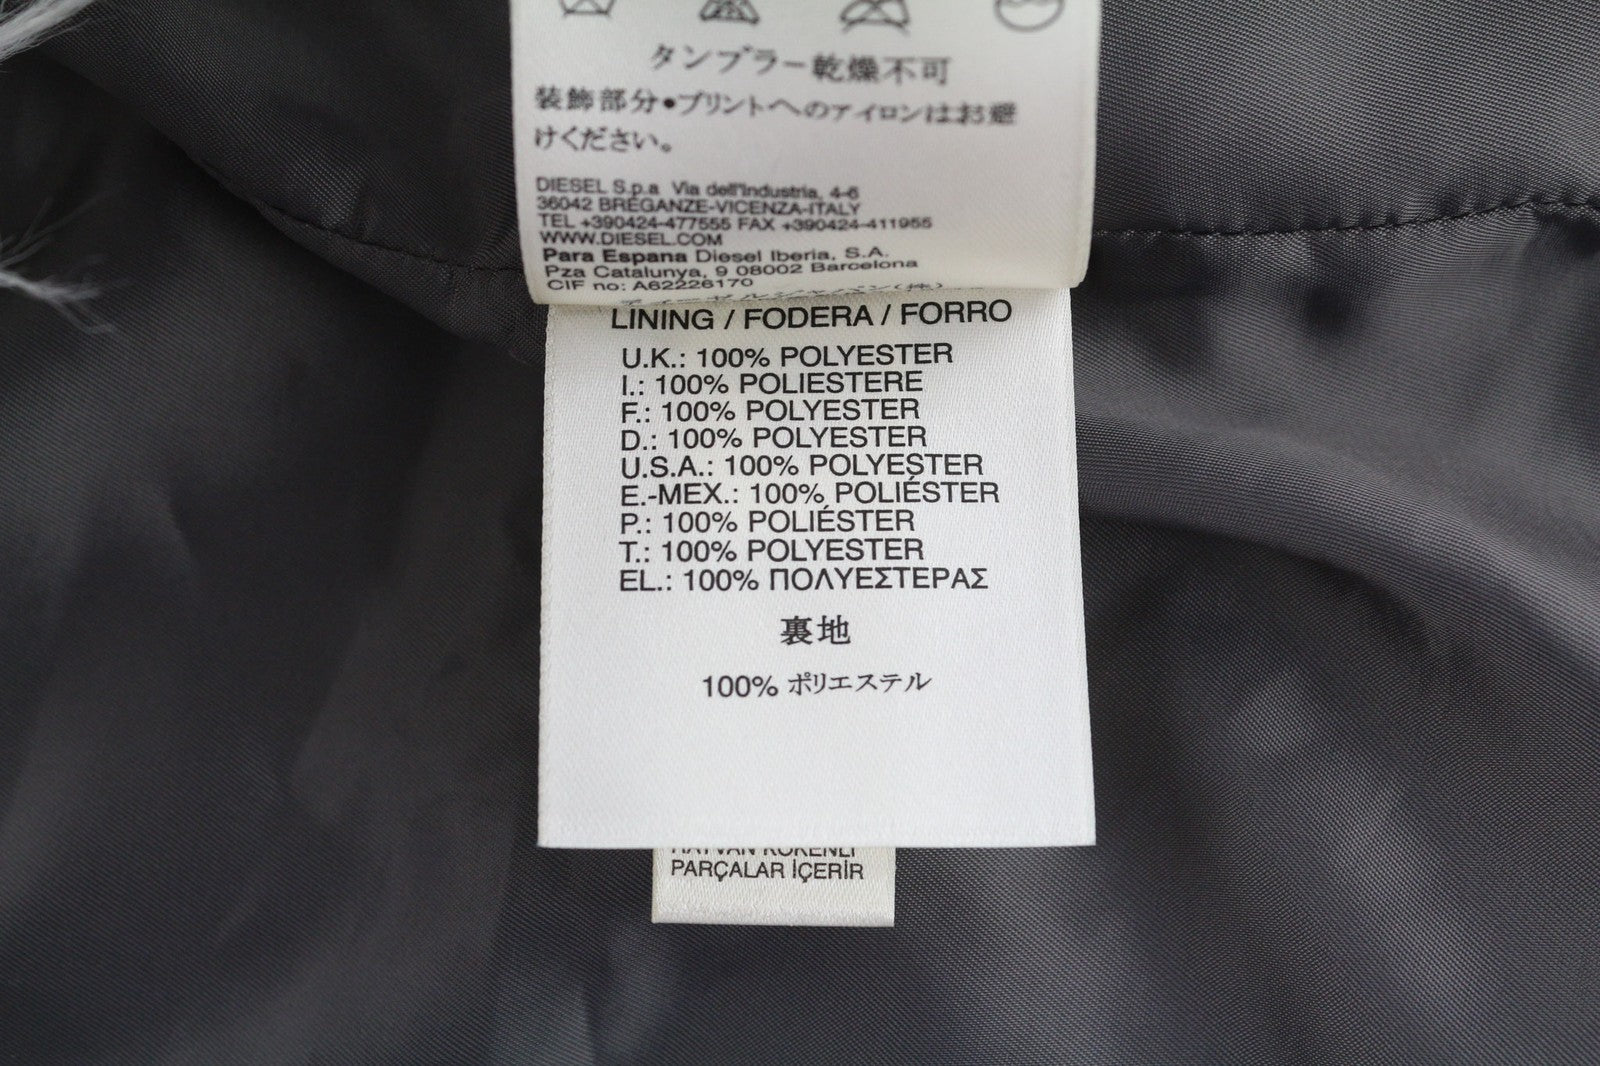 タンブラー乾燥不可
装飾部分●プリントへのアイロンはお避
けください。
DIESEL S.p.a Via dell'Industria, 4-6
36042 BREGANZE-VICENZA-ITALY
TEL +390424-477555 FAX +390424-411955
WWW.DIESEL.COM
Para Espana Diesel Iberia, S.A.
Pza Catalunya, 9 08002 Barcelona
CIF no: A62226170
LINING / FODERA / FORRO
U.K.: 100% POLYESTER
I.: 100% POLIESTERE
F.: 100% POLYESTER
D.: 100% POLYESTER
U.S.A.: 100% POLYESTER
E.-MEX.: 100% POLIÉSTER
P.: 100% POLIÉSTER
T.: 100% POLYESTER
EL.: 100% ΠΟΛΥΕΣΤΕΡΑΣ
裏地
100% ポリエステル
PARÇALAR İÇERİR